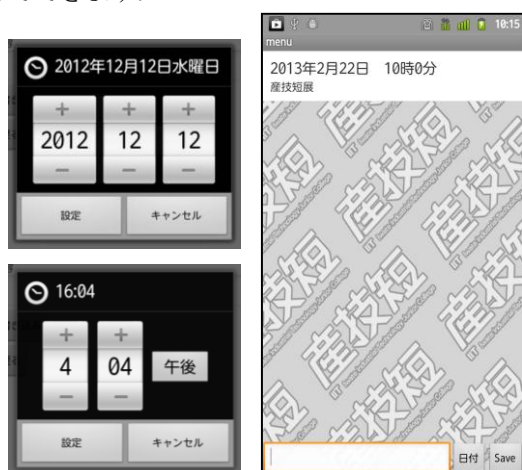 2012年12月12日水曜日
+ + +
2012 12 12
− − −
設定 キャンセル
16:04
+ +
4 04 午後
− −
設定 キャンセル
10:15
menu
2013年2月22日 10時0分
産技短展
産技短
産技短
産技短
産技短
産技短
日付 Save